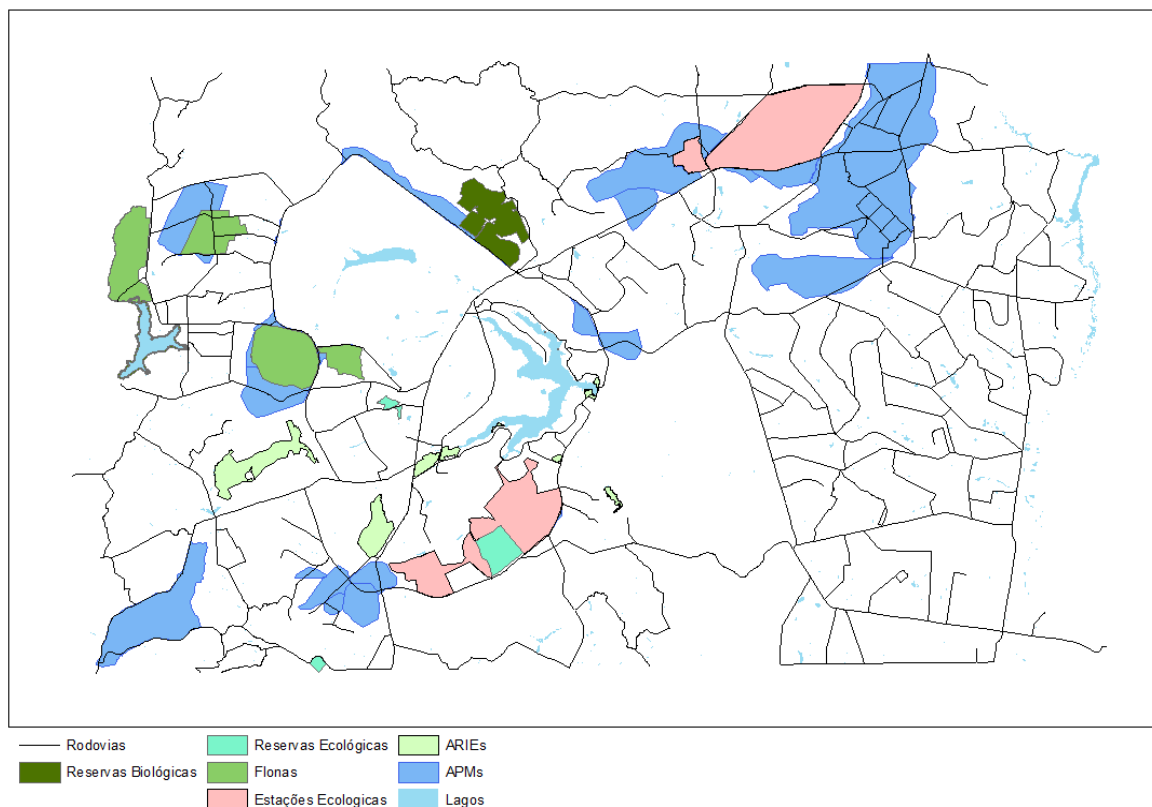 Rodovias
Reservas Biológicas
Reservas Ecológicas
Flonas
Estações Ecologicas
ARIEs
APMs
Lagos